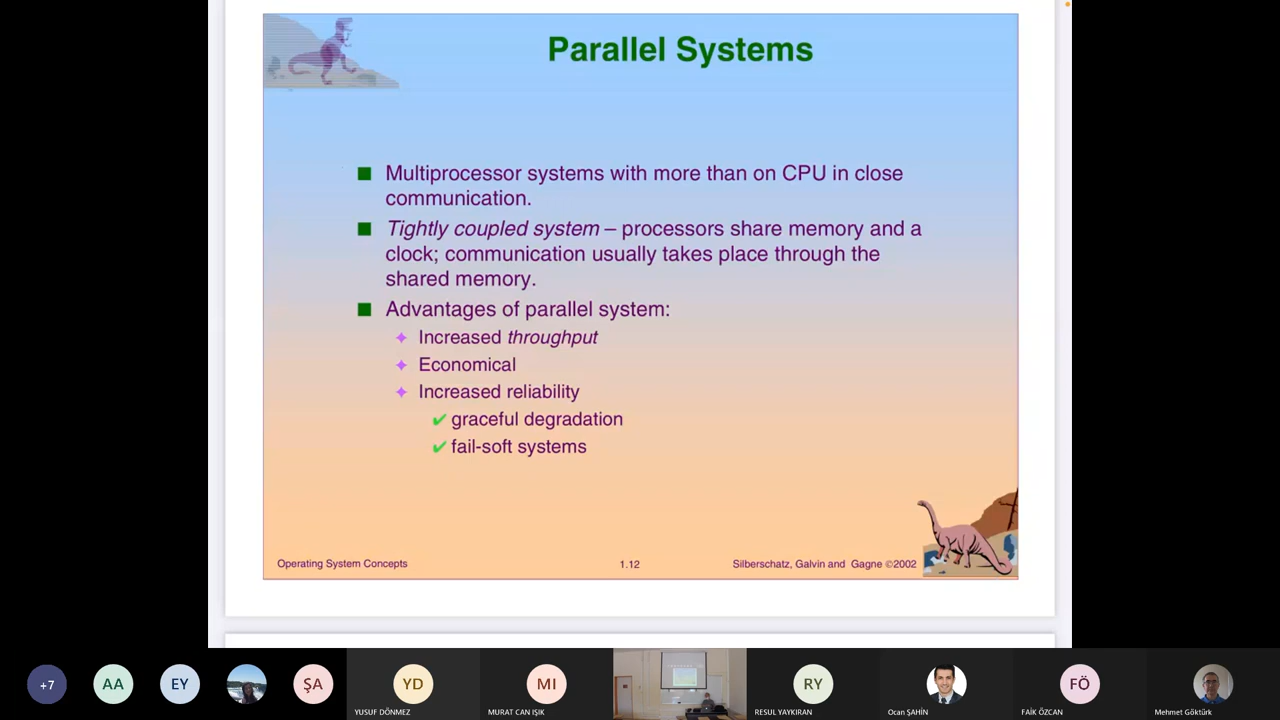 Parallel Systems
Multiprocessor systems with more than on CPU in close
communication.
Tightly coupled system – processors share memory and a
clock; communication usually takes place through the
shared memory.
Advantages of parallel system:
Increased throughput
Economical
Increased reliability
graceful degradation
fail-soft systems
Operating System Concepts
1.12
Silberschatz, Galvin and Gagne ©2002
+7
AA
EY
ŞA
YD
YUSUF DÖNMEZ
MI
MURAT CAN IŞIK
RY
RESUL YAYKIRAN
Ocan ŞAHİN
FÖ
FAİK ÖZCAN
Mehmet Göktürk